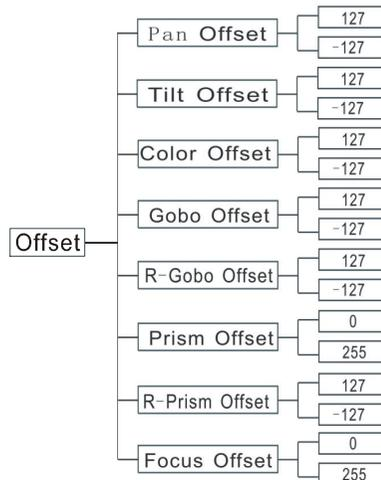 Offset
Pan Offset
127
-127
Tilt Offset
127
-127
Color Offset
127
-127
Gobo Offset
127
-127
R-Gobo Offset
127
-127
Prism Offset
0
255
R-Prism Offset
127
-127
Focus Offset
0
255